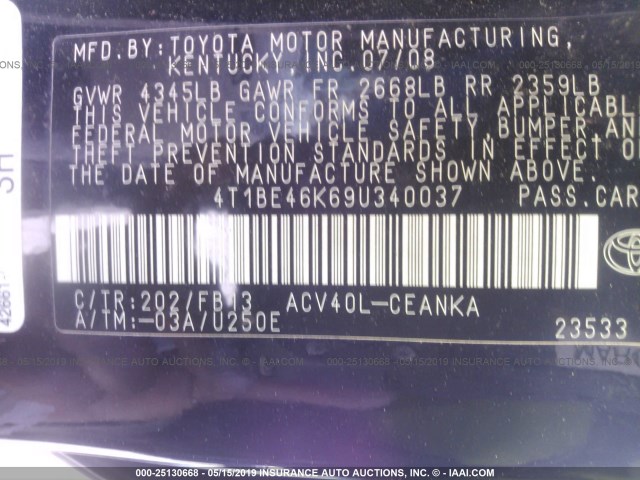 MFD.BY:TOYOTA MOTOR MANUFACTURING,
KENTUCKY, INC. 07/08
GVWR 4345LB GAWR FR 2668LB RR 2359LB
THIS VEHICLE CONFORMS TO ALL APPLICABL
FEDERAL MOTOR VEHICLE SAFETY, BUMPER, AN
THEFT PREVENTION STANDARDS IN EFFECT O
THE DATE OF MANUFACTURE SHOWN ABOVE.
4T1BE46K69U340037 PASS.CAR
C/TR:202/FB13 ACV40L-CEANKA
A/TM:-03A/U250E
23533
42661-
000-25130668 - 05/15/2019 INSURANCE AUTO AUCTIONS, INC. - © IAAI.COM